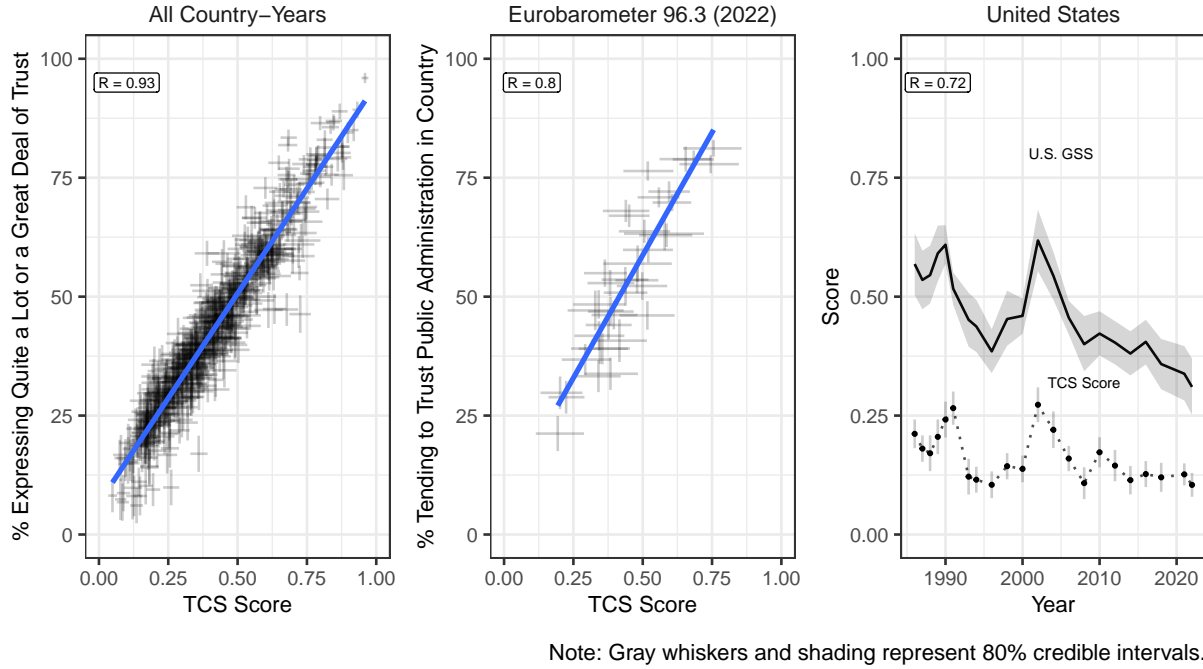 All Country−Years
% Expressing Quite a Lot or a Great Deal of Trust
100
75
50
25
0
R = 0.93
0.00 0.25 0.50 0.75 1.00
TCS Score
Eurobarometer 96.3 (2022)
% Tending to Trust Public Administration in Country
100
75
50
25
0
R = 0.8
0.00 0.25 0.50 0.75 1.00
TCS Score
United States
Score
1.00
0.75
0.50
0.25
0.00
R = 0.72
U.S. GSS
TCS Score
1990 2000 2010 2020
Year
Note: Gray whiskers and shading represent 80% credible intervals.